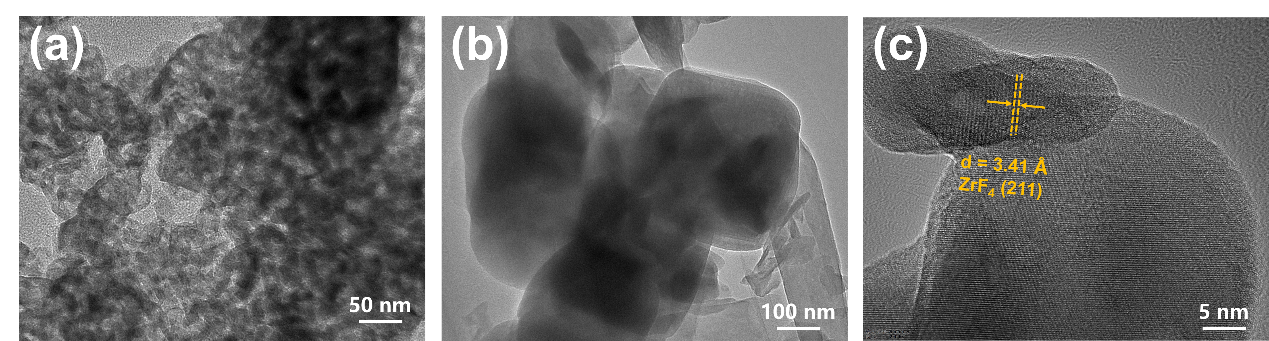 (a)
50 nm
(b)
100 nm
(c)
d = 3.41 Å
ZrF₄ (211)
5 nm